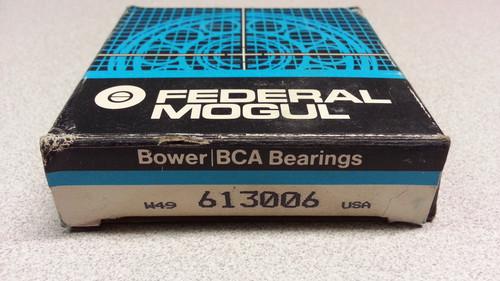 FEDERAL
MOGUL
Bower|BCA Bearings
W49 613006 USA